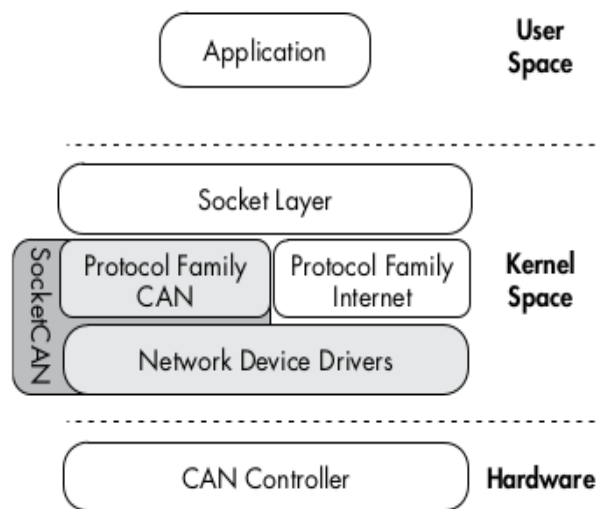 Application
User
Space
Socket Layer
SocketCAN
Protocol Family
CAN
Protocol Family
Internet
Kernel
Space
Network Device Drivers
CAN Controller
Hardware